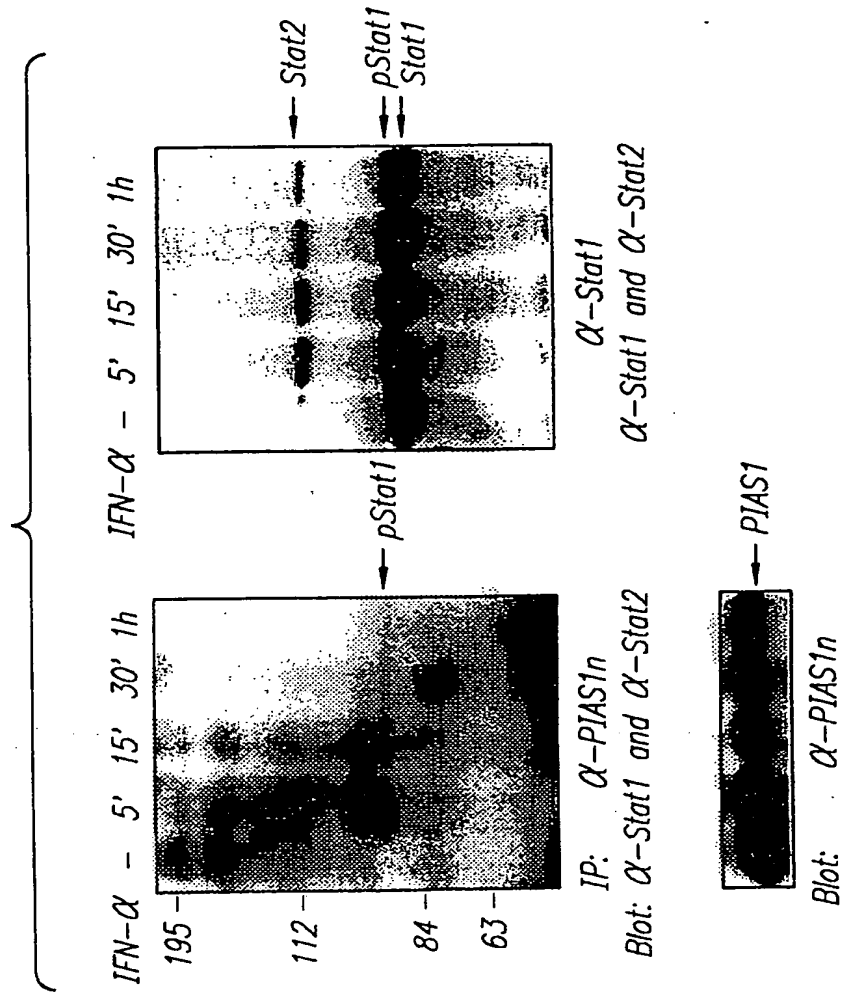 IFN-α – 5' 15' 30' 1h
195 –
112 –
84 –
63 –
pStat1
IP: α-PIAS1n
Blot: α-Stat1 and α-Stat2
PIAS1
Blot: α-PIAS1n
IFN-α – 5' 15' 30' 1h
Stat2
pStat1
Stat1
α-Stat1
α-Stat1 and α-Stat2